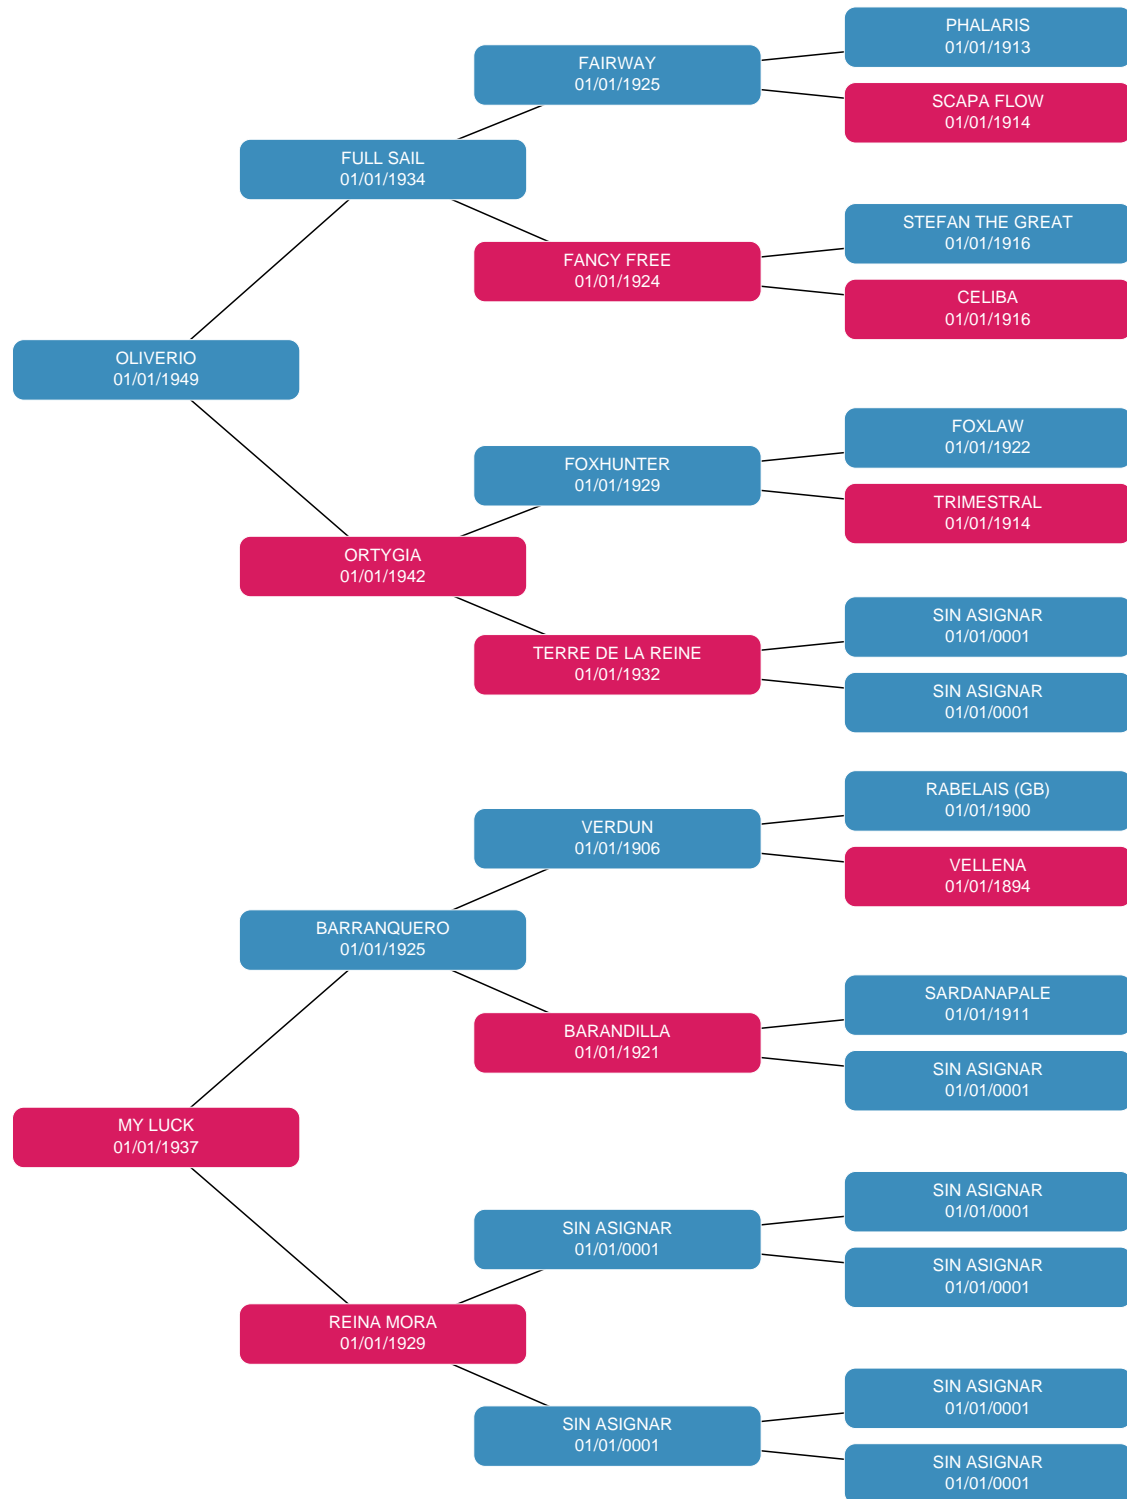 PHALARIS
01/01/1913
FAIRWAY
01/01/1925
SCAPA FLOW
01/01/1914
FULL SAIL
01/01/1934
STEFAN THE GREAT
01/01/1916
FANCY FREE
01/01/1924
CELIBA
01/01/1916
OLIVERIO
01/01/1949
FOXLAW
01/01/1922
FOXHUNTER
01/01/1929
TRIMESTRAL
01/01/1914
ORTYGIA
01/01/1942
SIN ASIGNAR
01/01/0001
TERRE DE LA REINE
01/01/1932
SIN ASIGNAR
01/01/0001
RABELAIS (GB)
01/01/1900
VERDUN
01/01/1906
VELLENA
01/01/1894
BARRANQUERO
01/01/1925
SARDANAPALE
01/01/1911
BARANDILLA
01/01/1921
SIN ASIGNAR
01/01/0001
MY LUCK
01/01/1937
SIN ASIGNAR
01/01/0001
SIN ASIGNAR
01/01/0001
SIN ASIGNAR
01/01/0001
REINA MORA
01/01/1929
SIN ASIGNAR
01/01/0001
SIN ASIGNAR
01/01/0001
SIN ASIGNAR
01/01/0001